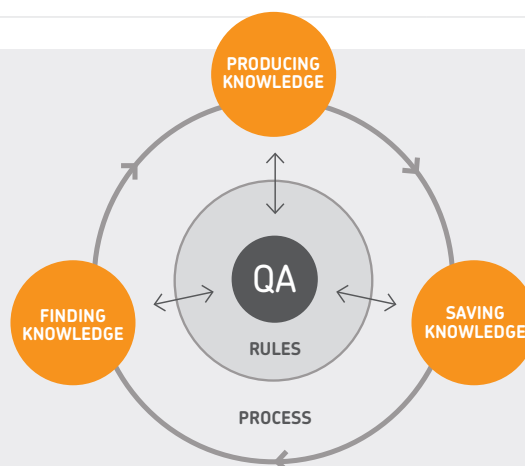 PRODUCING
KNOWLEDGE
QA
FINDING
KNOWLEDGE
SAVING
KNOWLEDGE
RULES
PROCESS